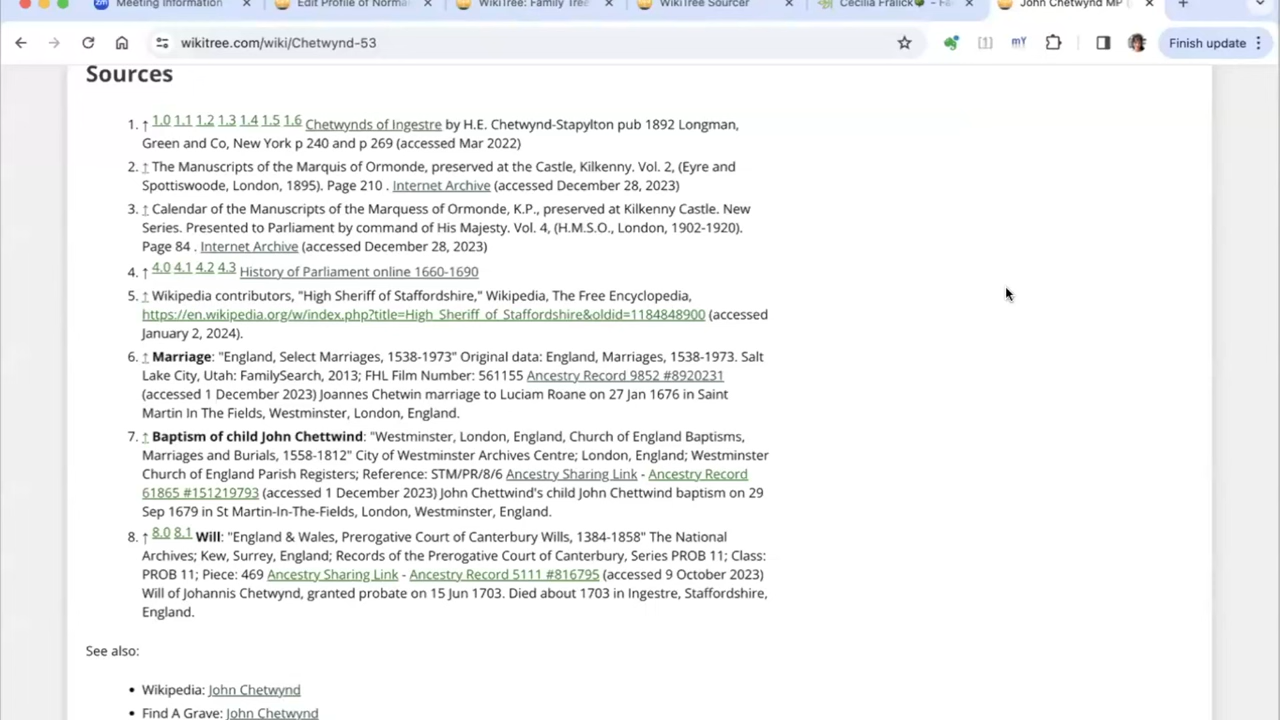 Meeting Information
Edit Profile of Norma
WikiTree: Family Tree
WikiTree Sourcer
Cecilia Fralick
John Chetwynd MP
wikitree.com/wiki/Chetwynd-53
[1]
mY
Finish update
Sources
1. ↑ 1.0 1.1 1.2 1.3 1.4 1.5 1.6 Chetwynds of Ingestre by H.E. Chetwynd-Stapylton pub 1892 Longman,
Green and Co, New York p 240 and p 269 (accessed Mar 2022)
2. ↑ The Manuscripts of the Marquis of Ormonde, preserved at the Castle, Kilkenny. Vol. 2, (Eyre and
Spottiswoode, London, 1895). Page 210 . Internet Archive (accessed December 28, 2023)
3. ↑ Calendar of the Manuscripts of the Marquess of Ormonde, K.P., preserved at Kilkenny Castle. New
Series. Presented to Parliament by command of His Majesty. Vol. 4, (H.M.S.O., London, 1902-1920).
Page 84 . Internet Archive (accessed December 28, 2023)
4. ↑ 4.0 4.1 4.2 4.3 History of Parliament online 1660-1690
5. ↑ Wikipedia contributors, "High Sheriff of Staffordshire," Wikipedia, The Free Encyclopedia,
https://en.wikipedia.org/w/index.php?title=High_Sheriff_of_Staffordshire&oldid=1184848900 (accessed
January 2, 2024).
6. ↑ Marriage: "England, Select Marriages, 1538-1973" Original data: England, Marriages, 1538-1973. Salt
Lake City, Utah: FamilySearch, 2013; FHL Film Number: 561155 Ancestry Record 9852 #8920231
(accessed 1 December 2023) Joannes Chetwin marriage to Luciam Roane on 27 Jan 1676 in Saint
Martin In The Fields, Westminster, London, England.
7. ↑ Baptism of child John Chettwind: "Westminster, London, England, Church of England Baptisms,
Marriages and Burials, 1558-1812" City of Westminster Archives Centre; London, England; Westminster
Church of England Parish Registers; Reference: STM/PR/8/6 Ancestry Sharing Link - Ancestry Record
61865 #151219793 (accessed 1 December 2023) John Chettwind's child John Chettwind baptism on 29
Sep 1679 in St Martin-In-The-Fields, London, Westminster, England.
8. ↑ 8.0 8.1 Will: "England & Wales, Prerogative Court of Canterbury Wills, 1384-1858" The National
Archives; Kew, Surrey, England; Records of the Prerogative Court of Canterbury, Series PROB 11; Class:
PROB 11; Piece: 469 Ancestry Sharing Link - Ancestry Record 5111 #816795 (accessed 9 October 2023)
Will of Johannis Chetwynd, granted probate on 15 Jun 1703. Died about 1703 in Ingestre, Staffordshire,
England.
See also:
• Wikipedia: John Chetwynd
• Find A Grave: John Chetwynd